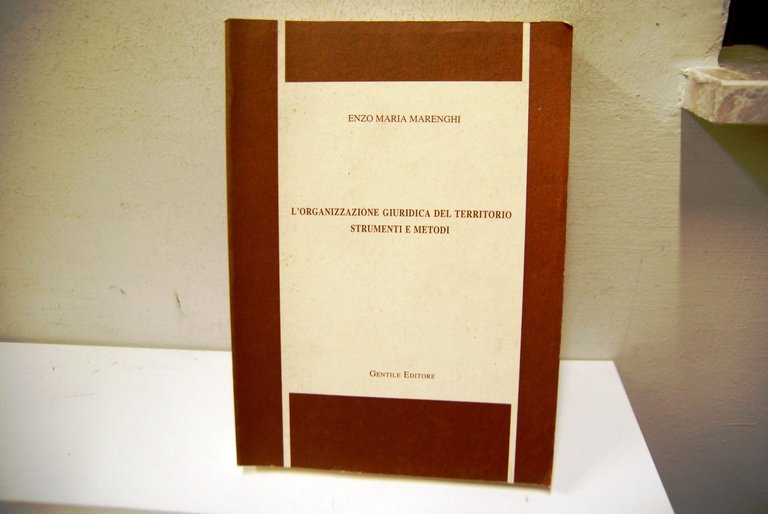 ENZO MARIA MARENGHI
L'ORGANIZZAZIONE GIURIDICA DEL TERRITORIO
STRUMENTI E METODI
GENTILE EDITORE